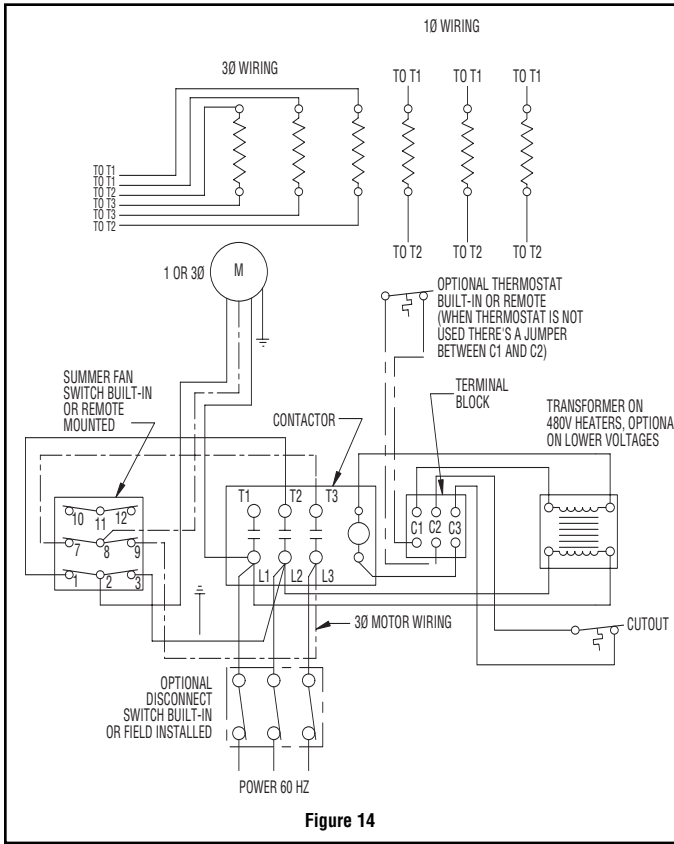 1Ø WIRING
3Ø WIRING
TO T1 TO T1 TO T1
TO T1
TO T1
TO T2
TO T3
TO T3
TO T2
TO T2 TO T2 TO T2
1 OR 3Ø
M
OPTIONAL THERMOSTAT
BUILT-IN OR REMOTE
(WHEN THERMOSTAT IS NOT
USED THERE'S A JUMPER
BETWEEN C1 AND C2)
SUMMER FAN
SWITCH BUILT-IN
OR REMOTE
MOUNTED
CONTACTOR
TERMINAL
BLOCK
TRANSFORMER ON
480V HEATERS, OPTIONA
ON LOWER VOLTAGES
T1 T2 T3
10 11 12
7 8 9
1 2 3
C1 C2 C3
L1 L2 L3
3Ø MOTOR WIRING
CUTOUT
OPTIONAL
DISCONNECT
SWITCH BUILT-IN
OR FIELD INSTALLED
POWER 60 HZ
Figure 14